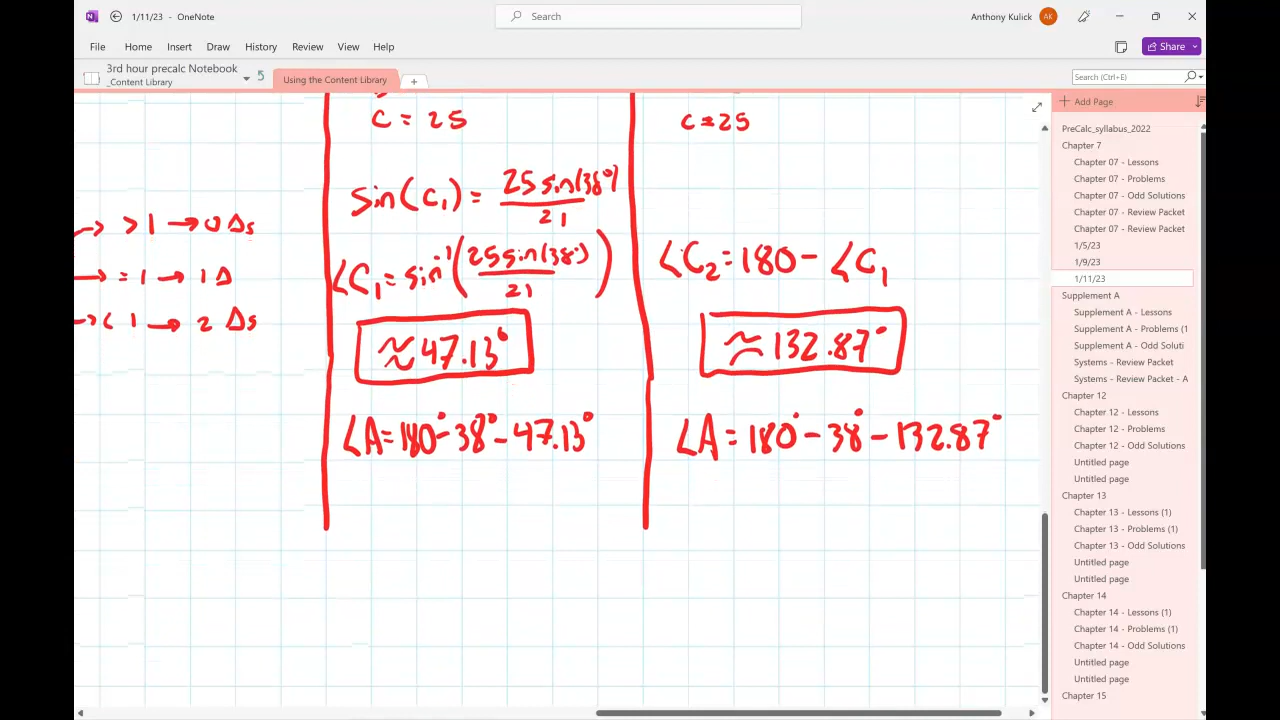 1/11/23 - OneNote
Search
Anthony Kulick
AK
File Home Insert Draw History Review View Help
Share
3rd hour precalc Notebook
_Content Library
Using the Content Library
+
Search (Ctrl+E)
Add Page
PreCalc_syllabus_2022
Chapter 7
Chapter 07 - Lessons
Chapter 07 - Problems
Chapter 07 - Odd Solutions
Chapter 07 - Review Packet
Chapter 07 - Review Packet
1/5/23
1/9/23
1/11/23
Supplement A
Supplement A - Lessons
Supplement A - Problems (1
Supplement A - Odd Soluti
Systems - Review Packet
Systems - Review Packet - A
Chapter 12
Chapter 12 - Lessons
Chapter 12 - Problems
Chapter 12 - Odd Solutions
Untitled page
Untitled page
Chapter 13
Chapter 13 - Lessons (1)
Chapter 13 - Problems (1)
Chapter 13 - Odd Solutions
Untitled page
Untitled page
Chapter 14
Chapter 14 - Lessons (1)
Chapter 14 - Problems (1)
Chapter 14 - Odd Solutions
Untitled page
Untitled page
Chapter 15
→ > 1 → 0 Δs
→ = 1 → 1 Δ
→ < 1 → 2 Δs
c = 25
sin(C₁) = 25 sin(38°) / 21
∠C₁ = sin⁻¹(25 sin(38°) / 21)
≈ 47.13°
∠A = 180° - 38° - 47.13°
c = 25
∠C₂ = 180 - ∠C₁
≈ 132.87°
∠A = 180° - 38° - 132.87°